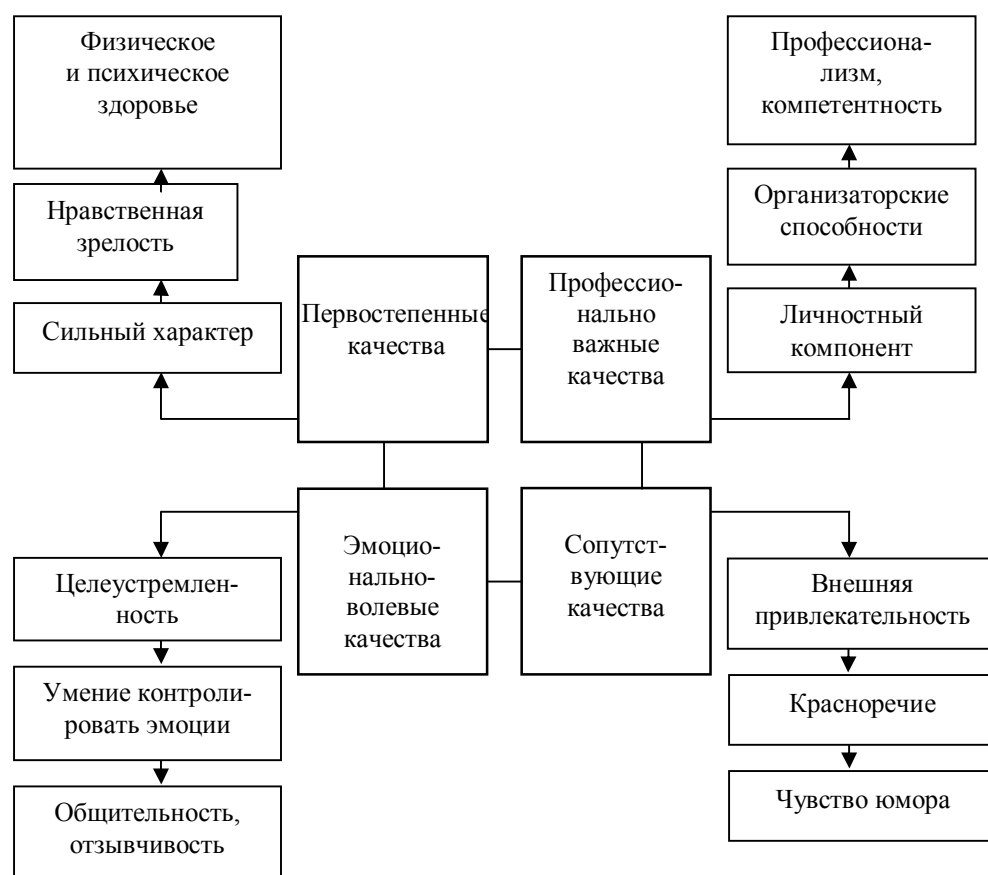 Физическое
и психическое
здоровье
Нравственная
зрелость
Сильный характер
Первостепенные
качества
Профессио-
нально
важные
качества
Професиона-
лизм,
компетентность
Организаторские
способности
Личностный
компонент
Эмоцио-
нально-
волевые
качества
Сопутст-
вующие
качества
Целеустремлен-
ность
Умение контроли-
ровать эмоции
Общительность,
отзывчивость
Внешняя
привлекательность
Красноречие
Чувство юмора